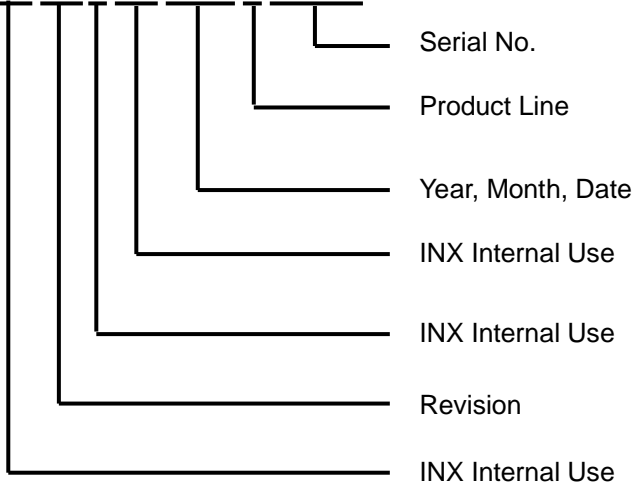 Serial No.
Product Line
Year, Month, Date
INX Internal Use
INX Internal Use
Revision
INX Internal Use